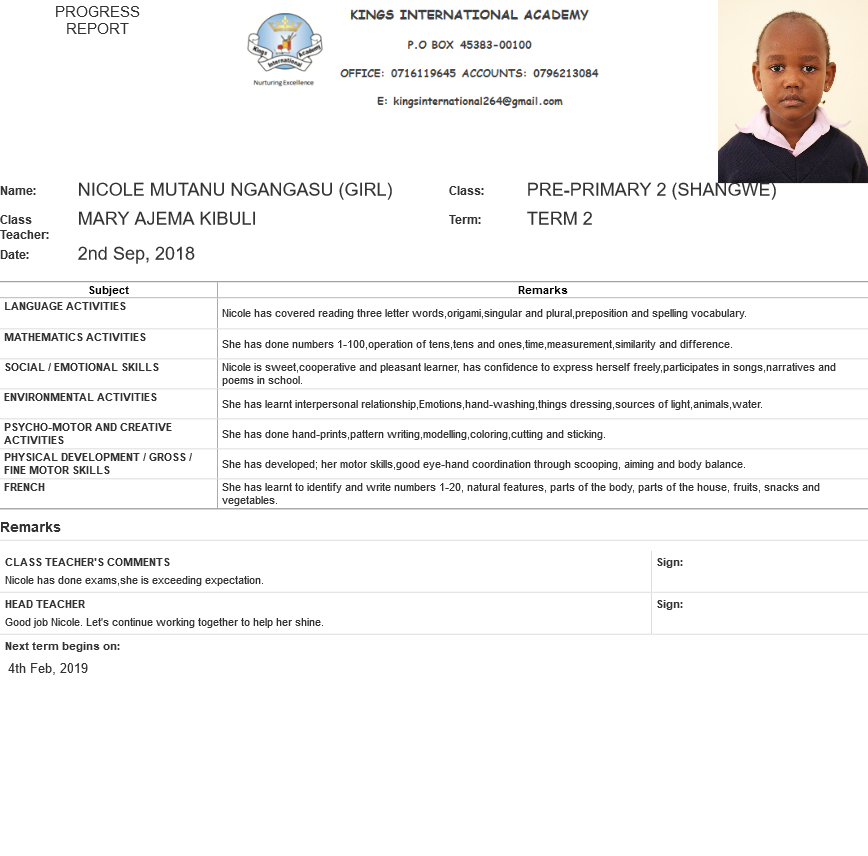 PROGRESS
REPORT
Kings Academy
International
Nurturing Excellence
KINGS INTERNATIONAL ACADEMY
P.O BOX 45383-00100
OFFICE: 0716119645 ACCOUNTS: 0796213084
E: kingsinternational264@gmail.com
Name: NICOLE MUTANU NGANGASU (GIRL) Class: PRE-PRIMARY 2 (SHANGWE)
Class Teacher: MARY AJEMA KIBULI Term: TERM 2
Date: 2nd Sep, 2018
Subject Remarks
LANGUAGE ACTIVITIES
Nicole has covered reading three letter words,origami,singular and plural,preposition and spelling vocabulary.
MATHEMATICS ACTIVITIES
She has done numbers 1-100,operation of tens,tens and ones,time,measurement,similarity and difference.
SOCIAL / EMOTIONAL SKILLS
Nicole is sweet,cooperative and pleasant learner, has confidence to express herself freely,participates in songs,narratives and
poems in school.
ENVIRONMENTAL ACTIVITIES
She has learnt interpersonal relationship,Emotions,hand-washing,things dressing,sources of light,animals,water.
PSYCHO-MOTOR AND CREATIVE
ACTIVITIES
She has done hand-prints,pattern writing,modelling,coloring,cutting and sticking.
PHYSICAL DEVELOPMENT / GROSS /
FINE MOTOR SKILLS
She has developed; her motor skills,good eye-hand coordination through scooping, aiming and body balance.
FRENCH
She has learnt to identify and write numbers 1-20, natural features, parts of the body, parts of the house, fruits, snacks and
vegetables.
Remarks
CLASS TEACHER'S COMMENTS
Nicole has done exams,she is exceeding expectation.
Sign:
HEAD TEACHER
Good job Nicole. Let's continue working together to help her shine.
Sign:
Next term begins on:
4th Feb, 2019